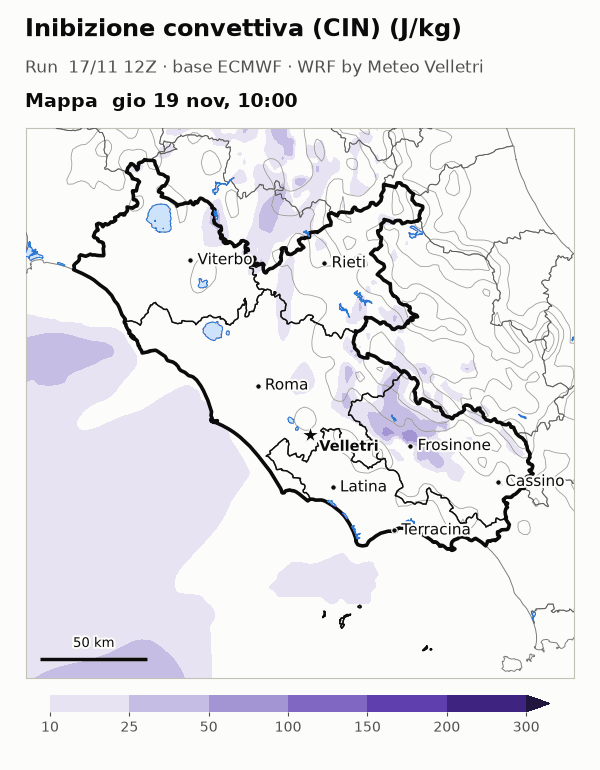 Inibizione convettiva (CIN) (J/kg)
Run  17/11 12Z · base ECMWF · WRF by Meteo Velletri
Mappa  gio 19 nov, 10:00
Viterbo
Rieti
Roma
Velletri
Frosinone
Latina
Cassino
Terracina
50 km
10 25 50 100 150 200 300